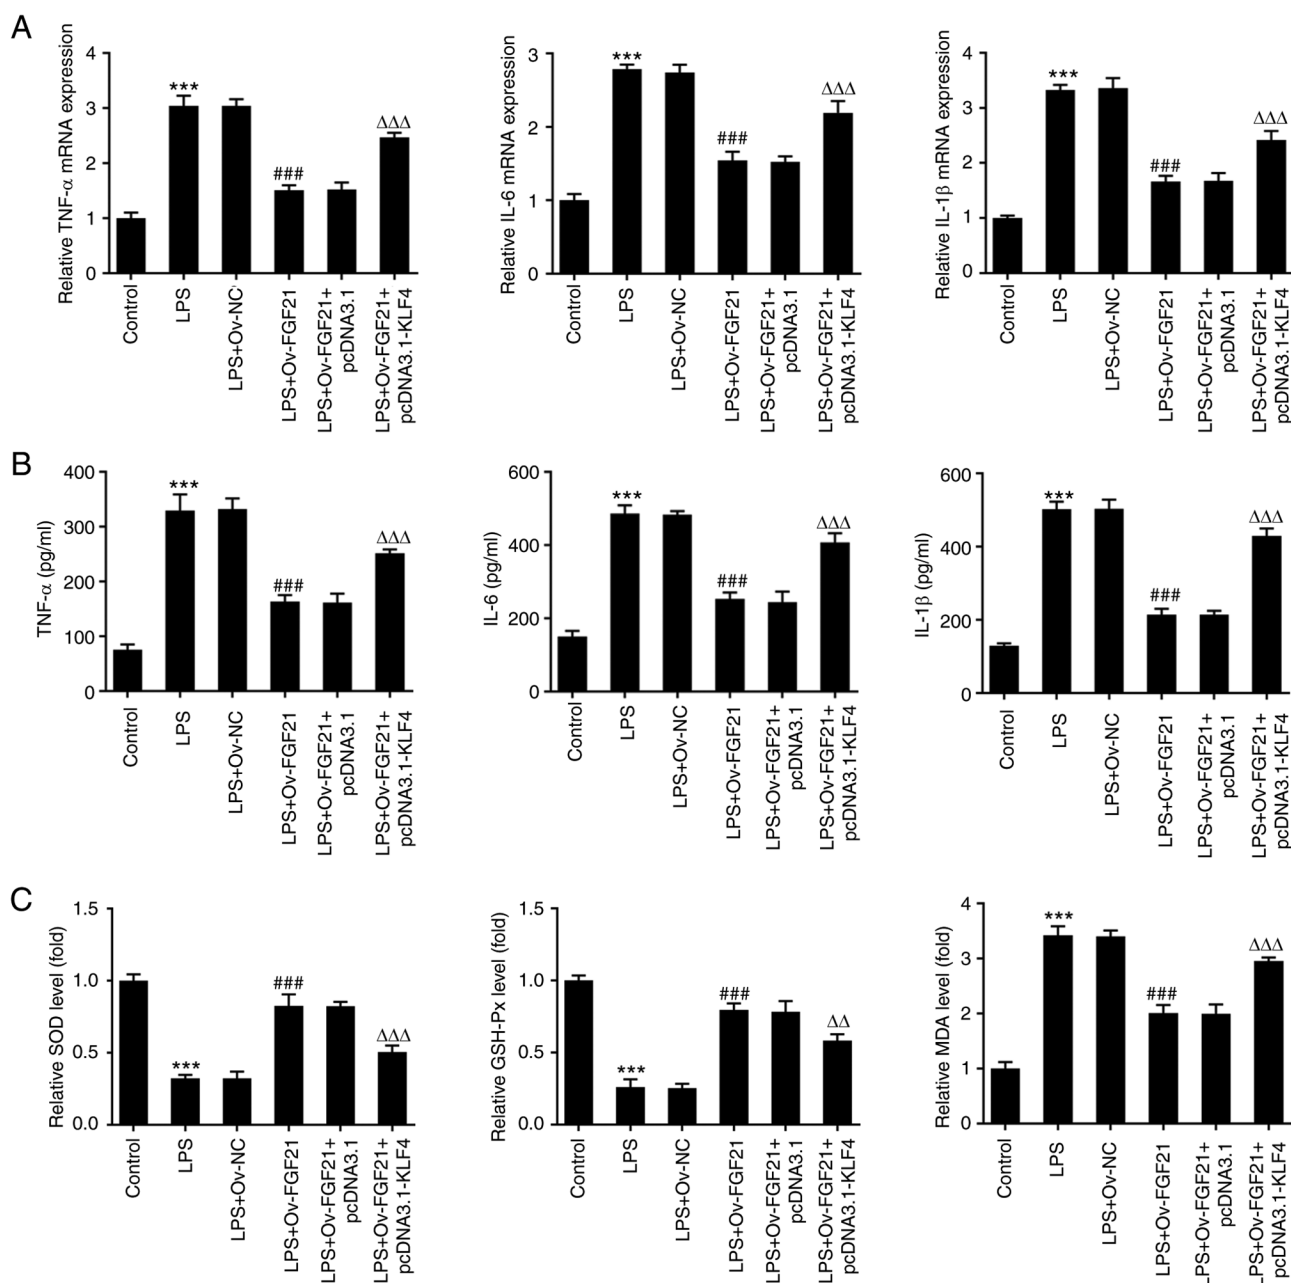 A
Relative TNF-α mRNA expression
4
3
2
1
0
***
###
ΔΔΔ
Control
LPS
LPS+Ov-NC
LPS+Ov-FGF21
LPS+Ov-FGF21+
pcDNA3.1
LPS+Ov-FGF21+
pcDNA3.1-KLF4
Relative IL-6 mRNA expression
3
2
1
0
***
###
ΔΔΔ
Control
LPS
LPS+Ov-NC
LPS+Ov-FGF21
LPS+Ov-FGF21+
pcDNA3.1
LPS+Ov-FGF21+
pcDNA3.1-KLF4
Relative IL-1β mRNA expression
4
3
2
1
0
***
###
ΔΔΔ
Control
LPS
LPS+Ov-NC
LPS+Ov-FGF21
LPS+Ov-FGF21+
pcDNA3.1
LPS+Ov-FGF21+
pcDNA3.1-KLF4
B
TNF-α (pg/ml)
400
300
200
100
0
***
###
ΔΔΔ
Control
LPS
LPS+Ov-NC
LPS+Ov-FGF21
LPS+Ov-FGF21+
pcDNA3.1
LPS+Ov-FGF21+
pcDNA3.1-KLF4
IL-6 (pg/ml)
600
400
200
0
***
###
ΔΔΔ
Control
LPS
LPS+Ov-NC
LPS+Ov-FGF21
LPS+Ov-FGF21+
pcDNA3.1
LPS+Ov-FGF21+
pcDNA3.1-KLF4
IL-1β (pg/ml)
600
400
200
0
***
###
ΔΔΔ
Control
LPS
LPS+Ov-NC
LPS+Ov-FGF21
LPS+Ov-FGF21+
pcDNA3.1
LPS+Ov-FGF21+
pcDNA3.1-KLF4
C
Relative SOD level (fold)
1.5
1.0
0.5
0.0
***
###
ΔΔΔ
Control
LPS
LPS+Ov-NC
LPS+Ov-FGF21
LPS+Ov-FGF21+
pcDNA3.1
LPS+Ov-FGF21+
pcDNA3.1-KLF4
Relative GSH-Px level (fold)
1.5
1.0
0.5
0.0
***
###
ΔΔ
Control
LPS
LPS+Ov-NC
LPS+Ov-FGF21
LPS+Ov-FGF21+
pcDNA3.1
LPS+Ov-FGF21+
pcDNA3.1-KLF4
Relative MDA level (fold)
4
3
2
1
0
***
###
ΔΔΔ
Control
LPS
LPS+Ov-NC
LPS+Ov-FGF21
LPS+Ov-FGF21+
pcDNA3.1
PS+Ov-FGF21+
pcDNA3.1-KLF4